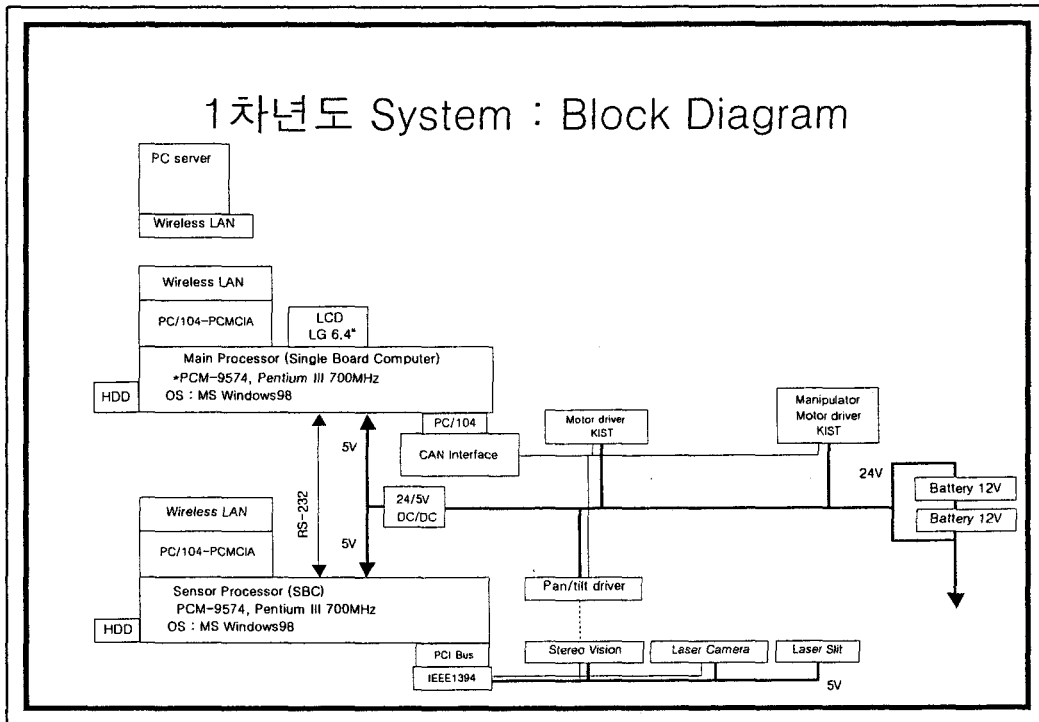 1차년도 System : Block Diagram
PC server
Wireless LAN
Wireless LAN
PC/104-PCMCIA
LCD
LG 6.4"
Main Processor (Single Board Computer)
*PCM-9574, Pentium III 700MHz
OS : MS Windows98
HDD
PC/104
CAN Interface
Motor driver
KIST
Manipulator
Motor driver
KIST
5V
RS-232
24/5V
DC/DC
24V
Battery 12V
Battery 12V
5V
Wireless LAN
PC/104-PCMCIA
Sensor Processor (SBC)
PCM-9574, Pentium III 700MHz
OS : MS Windows98
HDD
Pan/tilt driver
PCI Bus
IEEE1394
Stereo Vision
Laser Camera
Laser Slit
5V